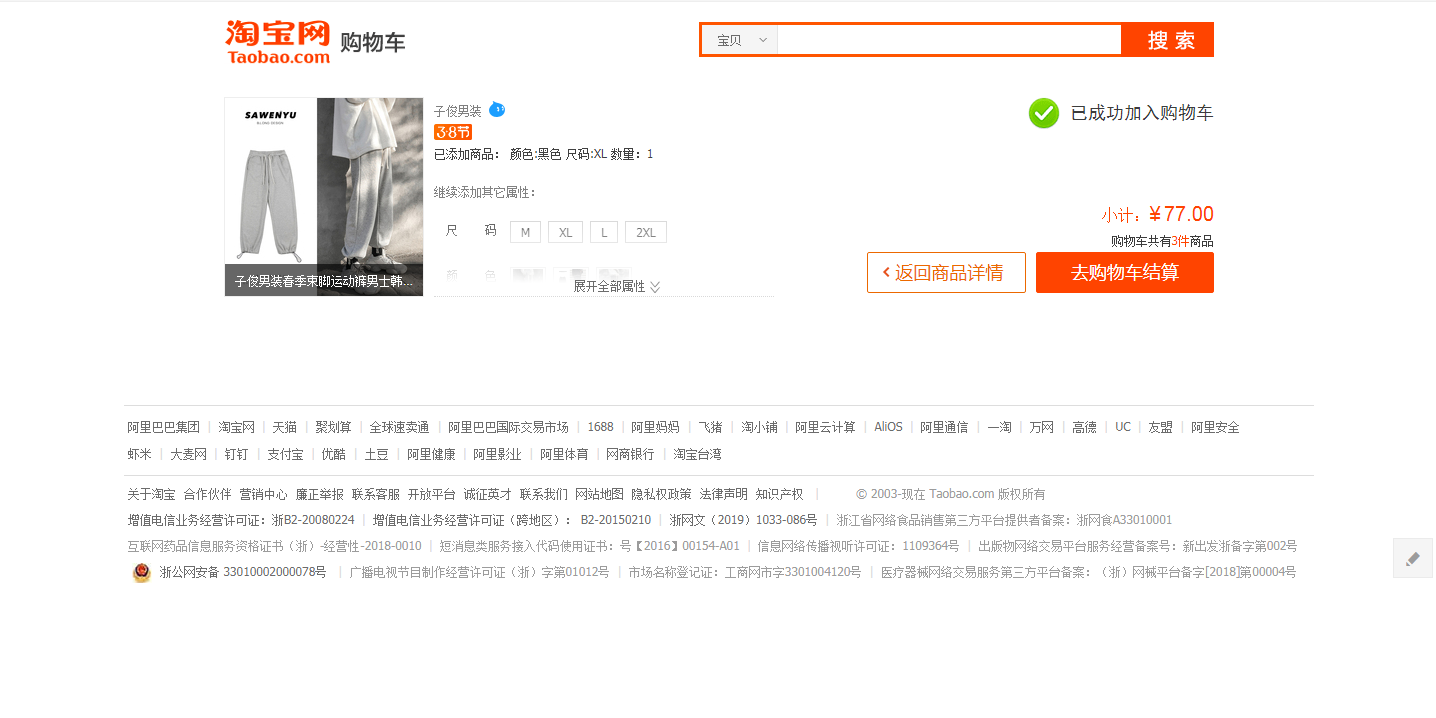 淘宝网
Taobao.com
购物车
宝贝
搜 索
SAWENYU
子俊男装春季束脚运动裤男士韩...
子俊男装
3·8节
已添加商品： 颜色:黑色 尺码:XL 数量：1
继续添加其它属性：
尺 码 M XL L 2XL
颜 色
展开全部属性
已成功加入购物车
小计：¥77.00
购物车共有3件商品
返回商品详情
去购物车结算
阿里巴巴集团 | 淘宝网 | 天猫 | 聚划算 | 全球速卖通 | 阿里巴巴国际交易市场 | 1688 | 阿里妈妈 | 飞猪 | 淘小铺 | 阿里云计算 | AliOS | 阿里通信 | 一淘 | 万网 | 高德 | UC | 友盟 | 阿里安全
虾米 | 大麦网 | 钉钉 | 支付宝 | 优酷 | 土豆 | 阿里健康 | 阿里影业 | 阿里体育 | 网商银行 | 淘宝台湾
关于淘宝 合作伙伴 营销中心 廉正举报 联系客服 开放平台 诚征英才 联系我们 网站地图 隐私权政策 法律声明 知识产权 | © 2003-现在 Taobao.com 版权所有
增值电信业务经营许可证：浙B2-20080224 | 增值电信业务经营许可证（跨地区）： B2-20150210 | 浙网文（2019）1033-086号 | 浙江省网络食品销售第三方平台提供者备案：浙网食A33010001
互联网药品信息服务资格证书（浙）-经营性-2018-0010 | 短消息类服务接入代码使用证书：号【2016】00154-A01 | 信息网络传播视听许可证：1109364号 | 出版物网络交易平台服务经营备案号：新出发浙备字第002号
浙公网安备 33010002000078号 | 广播电视节目制作经营许可证（浙）字第01012号 | 市场名称登记证：工商网市字3301004120号 | 医疗器械网络交易服务第三方平台备案：（浙）网械平台备字[2018]第00004号